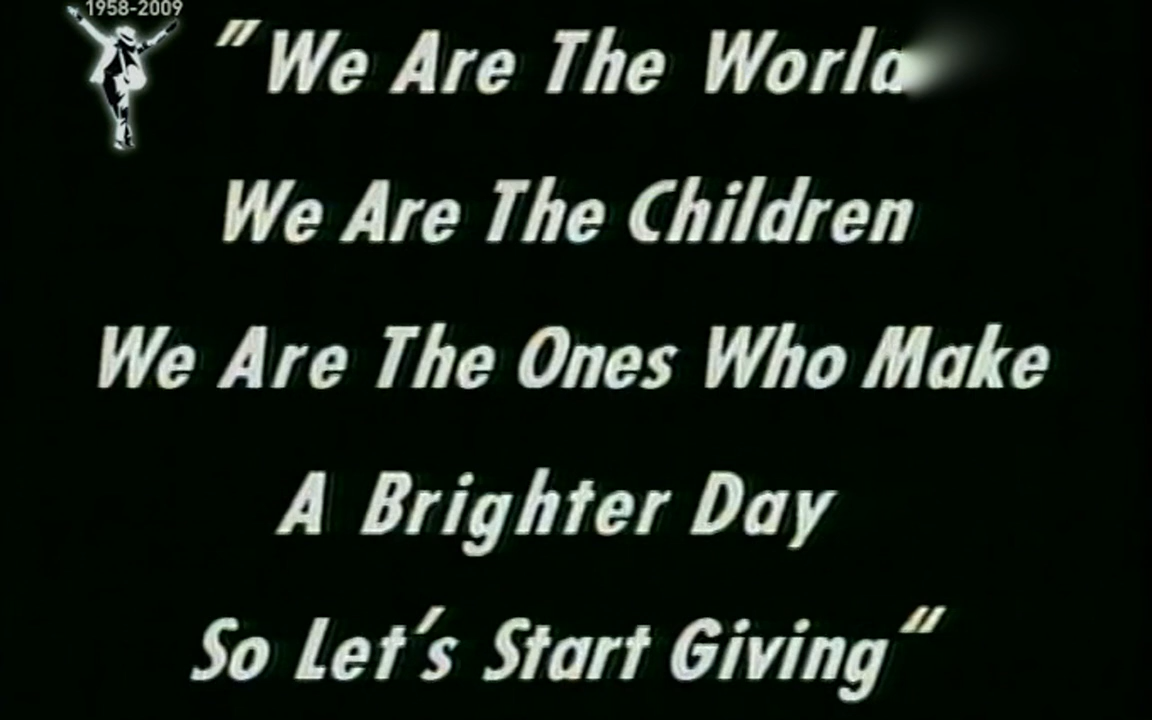 1958-2009
"We Are The World
We Are The Children
We Are The Ones Who Make
A Brighter Day
So Let's Start Giving"